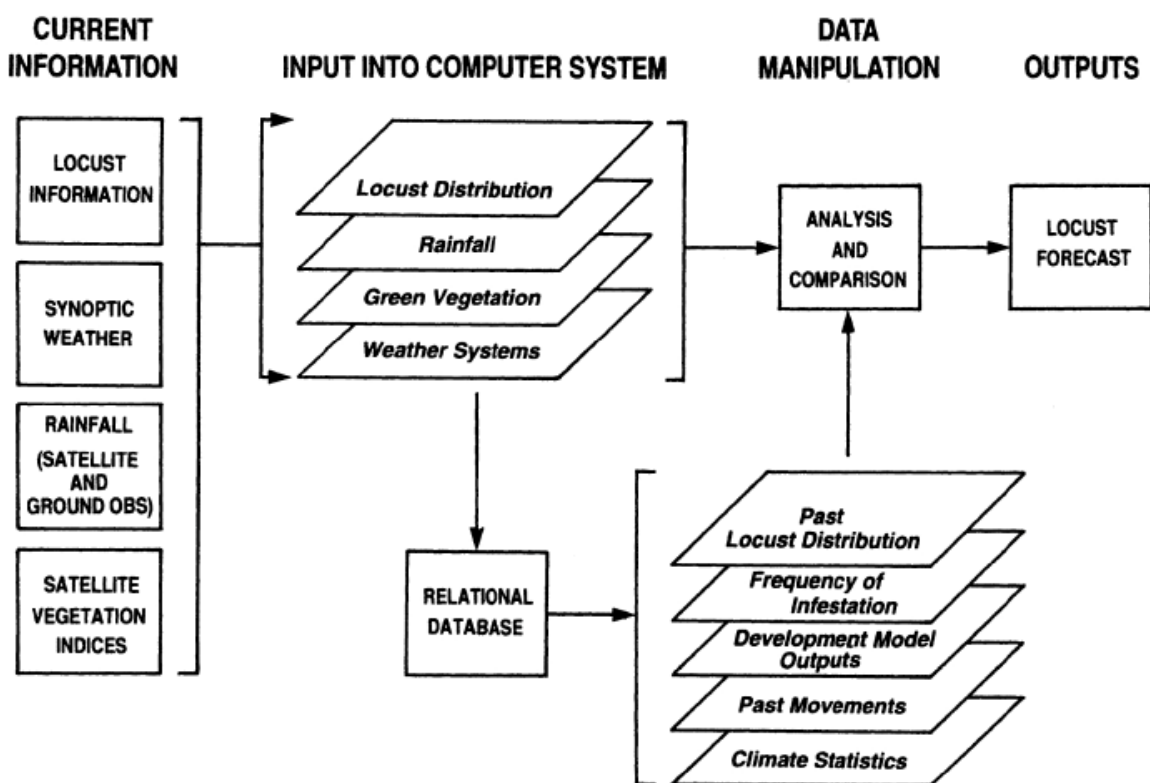 CURRENT
INFORMATION
INPUT INTO COMPUTER SYSTEM
DATA
MANIPULATION
OUTPUTS
LOCUST
INFORMATION
SYNOPTIC
WEATHER
RAINFALL
(SATELLITE
AND
GROUND OBS)
SATELLITE
VEGETATION
INDICES
Locust Distribution
Rainfall
Green Vegetation
Weather Systems
ANALYSIS
AND
COMPARISON
LOCUST
FORECAST
RELATIONAL
DATABASE
Past
Locust Distribution
Frequency of
Infestation
Development Model
Outputs
Past Movements
Climate Statistics